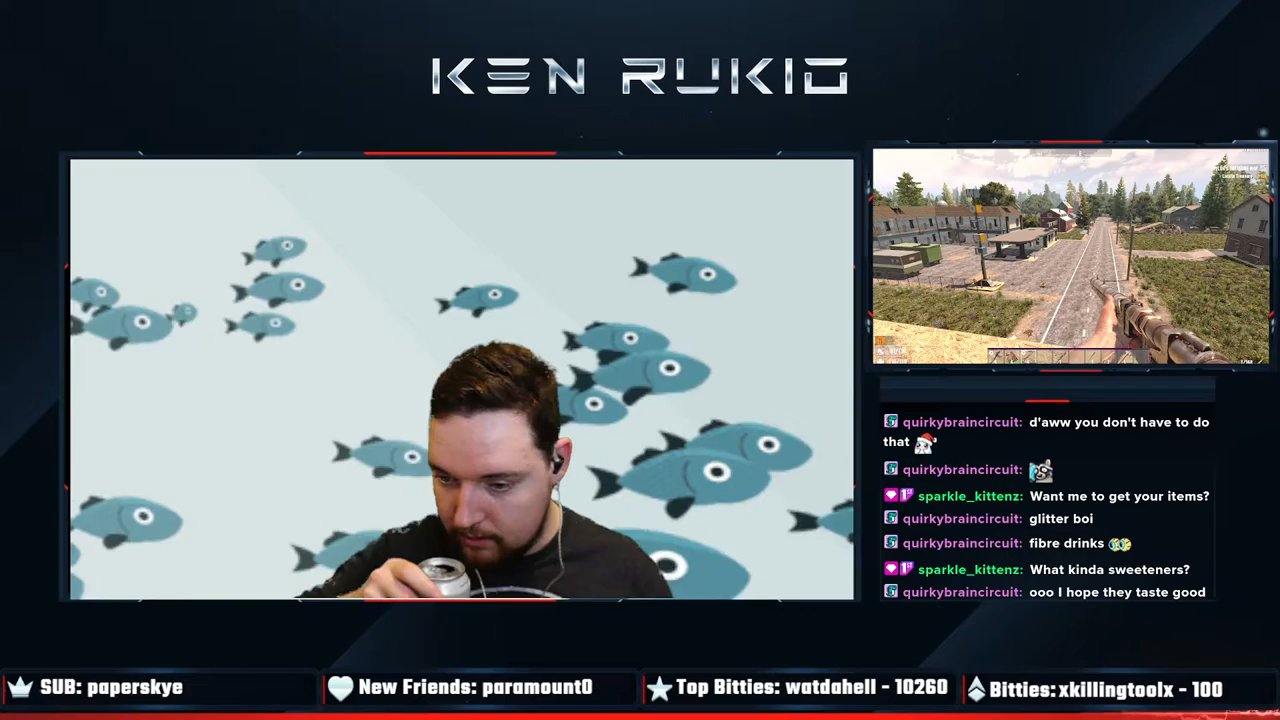 KEN RUKIO
quirkybraincircuit: d'aww you don't have to do
that
quirkybraincircuit:
sparkle_kittenz: Want me to get your items?
quirkybraincircuit: glitter boi
quirkybraincircuit: fibre drinks
sparkle_kittenz: What kinda sweeteners?
quirkybraincircuit: ooo I hope they taste good
SUB: paperskye
New Friends: paramount0
Top Bitties: watdahell - 10260
Bitties: xkillingtoolx - 100